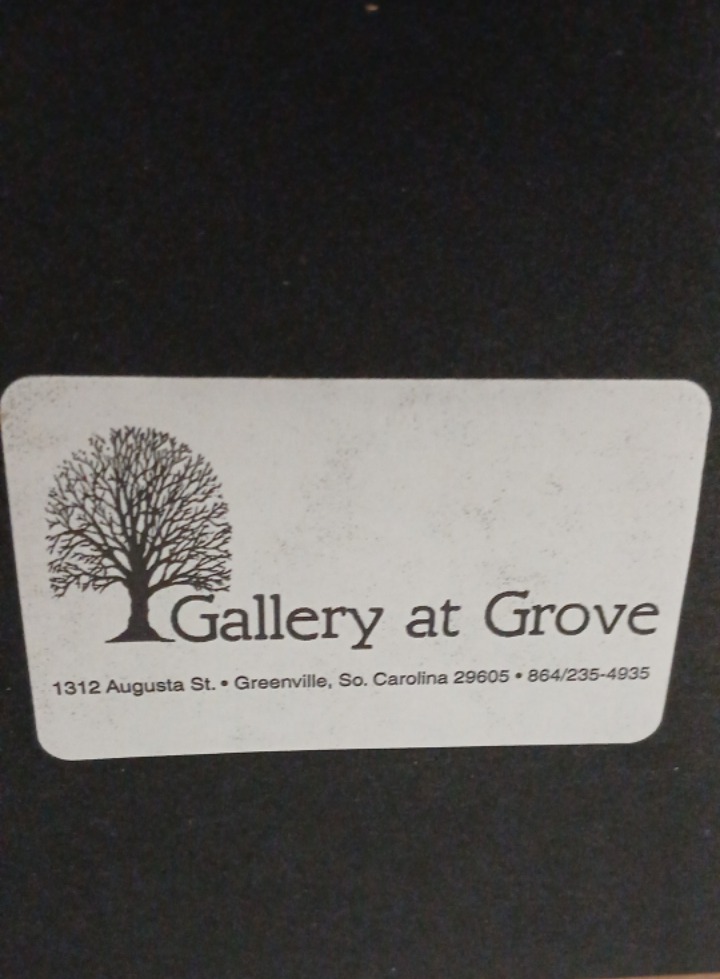 Gallery at Grove
1312 Augusta St. • Greenville, So. Carolina 29605 • 864/235-4935